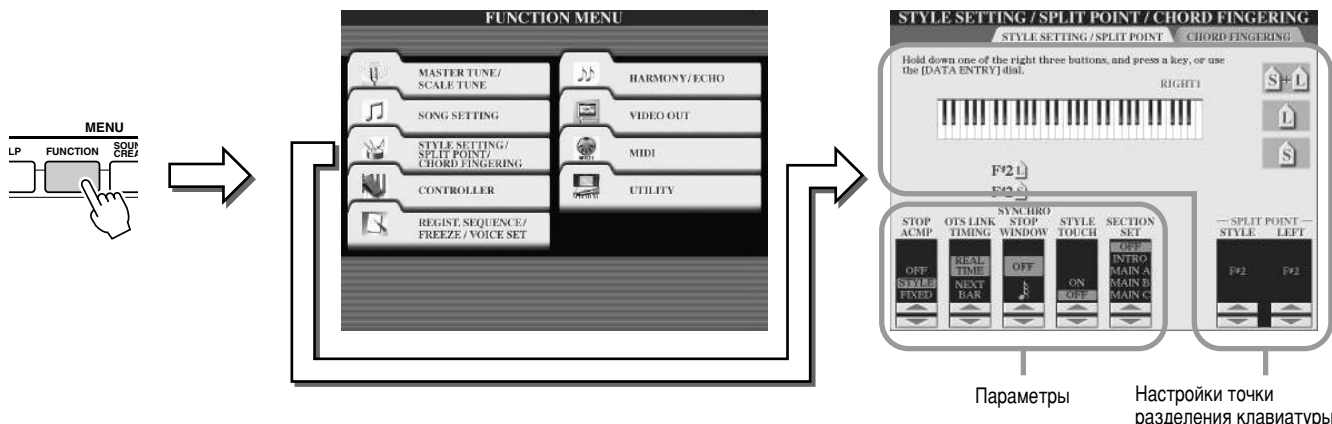 MENU
LP
FUNCTION
SOUN
CREA
FUNCTION MENU
MASTER TUNE/
SCALE TUNE
SONG SETTING
STYLE SETTING/
SPLIT POINT/
CHORD FINGERING
CONTROLLER
REGIST. SEQUENCE/
FREEZE / VOICE SET
HARMONY/ ECHO
VIDEO OUT
MIDI
UTILITY
STYLE SETTING / SPLIT POINT / CHORD FINGERING
STYLE SETTING / SPLIT POINT
CHORD FINGERING
Hold down one of the right three buttons, and press a key, or use
the [DATA ENTRY] dial.
RIGHT1
S+L
L
S
F#2 L
F#2
STOP
ACMP
OFF
STYLE
FIXED
OTS LINK
TIMING
REAL
TIME
NEXT
BAR
SYNCHRO
STOP
WINDOW
OFF
STYLE
TOUCH
ON
OFF
SECTION
SET
OFF
INTRO
MAIN A
MAIN B
MAIN C
SPLIT POINT
STYLE
LEFT
F#2
F#2
Параметры
Настройки точки
разделения клавиатуры